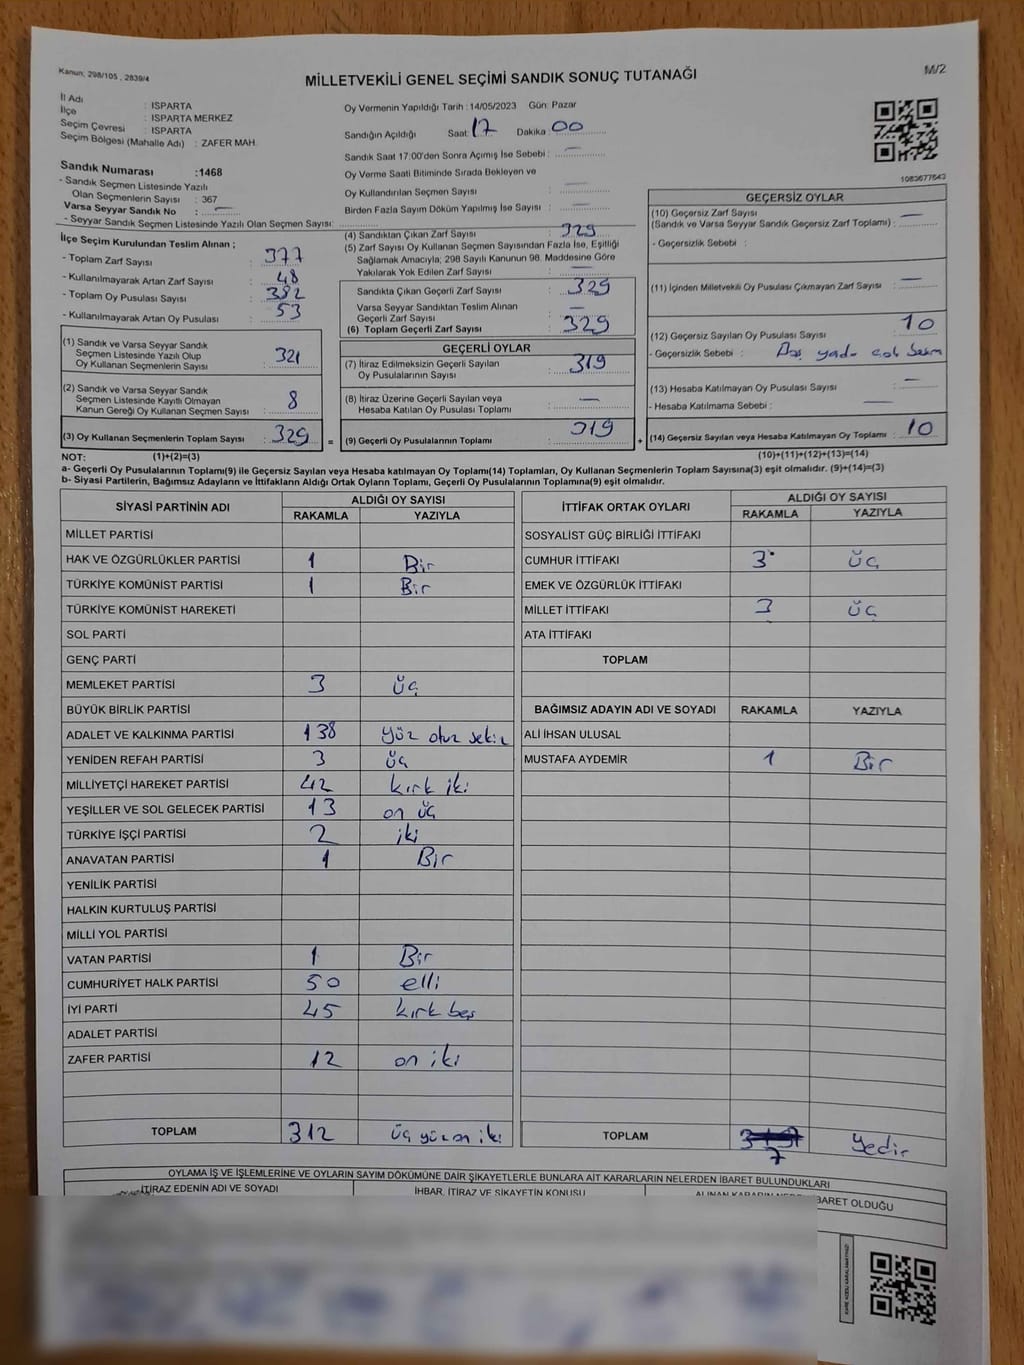 Kanun; 298/105 , 2839/4
MİLLETVEKİLİ GENEL SEÇİMİ SANDIK SONUÇ TUTANAĞI
M/2
İl Adı : ISPARTA
İlçe : ISPARTA MERKEZ
Seçim Çevresi : ISPARTA
Seçim Bölgesi (Mahalle Adı) : ZAFER MAH.
Sandık Numarası :1468
- Sandık Seçmen Listesinde Yazılı
Olan Seçmenlerin Sayısı : 367
Varsa Seyyar Sandık No : —
- Seyyar Sandık Seçmen Listesinde Yazılı Olan Seçmen Sayısı:
Oy Vermenin Yapıldığı Tarih :14/05/2023 Gün: Pazar
Sandığın Açıldığı Saat: 17 Dakika : 00
Sandık Saat 17:00'den Sonra Açımış İse Sebebi : —
Oy Verme Saati Bitiminde Sırada Bekleyen ve
Oy Kullandırılan Seçmen Sayısı : —
Birden Fazla Sayım Döküm Yapılmış İse Sayısı : —
1083677643
İlçe Seçim Kurulundan Teslim Alınan ;
- Toplam Zarf Sayısı : 377
- Kullanılmayarak Artan Zarf Sayısı : 48
- Toplam Oy Pusulası Sayısı : 382
- Kullanılmayarak Artan Oy Pusulası : 53
(4) Sandıktan Çıkan Zarf Sayısı : 329
(5) Zarf Sayısı Oy Kullanan Seçmen Sayısından Fazla İse, Eşitliği
Sağlamak Amacıyla; 298 Sayılı Kanunun 98. Maddesine Göre
Yakılarak Yok Edilen Zarf Sayısı : —
Sandıkta Çıkan Geçerli Zarf Sayısı : 329
Varsa Seyyar Sandıktan Teslim Alınan
Geçerli Zarf Sayısı : —
(6) Toplam Geçerli Zarf Sayısı : 329
GEÇERSİZ OYLAR
(10) Geçersiz Zarf Sayısı
(Sandık ve Varsa Seyyar Sandık Geçersiz Zarf Toplamı) : —
- Geçersizlik Sebebi :
(11) İçinden Milletvekili Oy Pusulası Çıkmayan Zarf Sayısı : —
(12) Geçersiz Sayılan Oy Pusulası Sayısı : 10
- Geçersizlik Sebebi :
(13) Hesaba Katılmayan Oy Pusulası Sayısı : —
- Hesaba Katılmama Sebebi : —
(14) Geçersiz Sayılan veya Hesaba Katılmayan Oy Toplamı : 10
(1) Sandık ve Varsa Seyyar Sandık
Seçmen Listesinde Yazılı Olup
Oy Kullanan Seçmenlerin Sayısı : 321
(2) Sandık ve Varsa Seyyar Sandık
Seçmen Listesinde Kayıtlı Olmayan
Kanun Gereği Oy Kullanan Seçmen Sayısı : 8
(3) Oy Kullanan Seçmenlerin Toplam Sayısı : 329 =
GEÇERLİ OYLAR
(7) İtiraz Edilmeksizin Geçerli Sayılan
Oy Pusulalarının Sayısı : 319
(8) İtiraz Üzerine Geçerli Sayılan veya
Hesaba Katılan Oy Pusulası Toplamı : —
(9) Geçerli Oy Pusulalarının Toplamı : 319 +
NOT: (1)+(2)=(3) (10)+(11)+(12)+(13)=(14)
a- Geçerli Oy Pusulalarının Toplamı(9) ile Geçersiz Sayılan veya Hesaba katılmayan Oy Toplamı(14) Toplamları, Oy Kullanan Seçmenlerin Toplam Sayısına(3) eşit olmalıdır. (9)+(14)=(3)
b- Siyasi Partilerin, Bağımsız Adayların ve İttifakların Aldığı Ortak Oyların Toplamı, Geçerli Oy Pusulalarının Toplamına(9) eşit olmalıdır.
SİYASİ PARTİNİN ADI ALDIĞI OY SAYISI
RAKAMLA YAZIYLA
MİLLET PARTİSİ
HAK VE ÖZGÜRLÜKLER PARTİSİ 1 Bir
TÜRKİYE KOMÜNİST PARTİSİ 1 Bir
TÜRKİYE KOMÜNİST HAREKETİ
SOL PARTİ
GENÇ PARTİ
MEMLEKET PARTİSİ 3 üç
BÜYÜK BİRLİK PARTİSİ
ADALET VE KALKINMA PARTİSİ 138 yüz otuz sekiz
YENİDEN REFAH PARTİSİ 3 üç
MİLLİYETÇİ HAREKET PARTİSİ 42 kırk iki
YEŞİLLER VE SOL GELECEK PARTİSİ 13 on üç
TÜRKİYE İŞÇİ PARTİSİ 2 iki
ANAVATAN PARTİSİ 1 Bir
YENİLİK PARTİSİ
HALKIN KURTULUŞ PARTİSİ
MİLLİ YOL PARTİSİ
VATAN PARTİSİ 1 Bir
CUMHURİYET HALK PARTİSİ 50 elli
İYİ PARTİ 45 kırk beş
ADALET PARTİSİ
ZAFER PARTİSİ 12 on iki
TOPLAM 312 üç yüz on iki
İTTİFAK ORTAK OYLARI ALDIĞI OY SAYISI
RAKAMLA YAZIYLA
SOSYALİST GÜÇ BİRLİĞİ İTTİFAKI
CUMHUR İTTİFAKI 3 üç
EMEK VE ÖZGÜRLÜK İTTİFAKI
MİLLET İTTİFAKI 3 üç
ATA İTTİFAKI
TOPLAM
BAĞIMSIZ ADAYIN ADI VE SOYADI RAKAMLA YAZIYLA
ALİ İHSAN ULUSAL
MUSTAFA AYDEMİR 1 Bir
TOPLAM 7 yedir
OYLAMA İŞ VE İŞLEMLERİNE VE OYLARIN SAYIM DÖKÜMÜNE DAİR ŞİKAYETLERLE BUNLARA AİT KARARLARIN NELERDEN İBARET BULUNDUKLARI
İTİRAZ EDENİN ADI VE SOYADI İHBAR, İTİRAZ VE ŞİKAYETİN KONUSU İBARET OLDUĞU